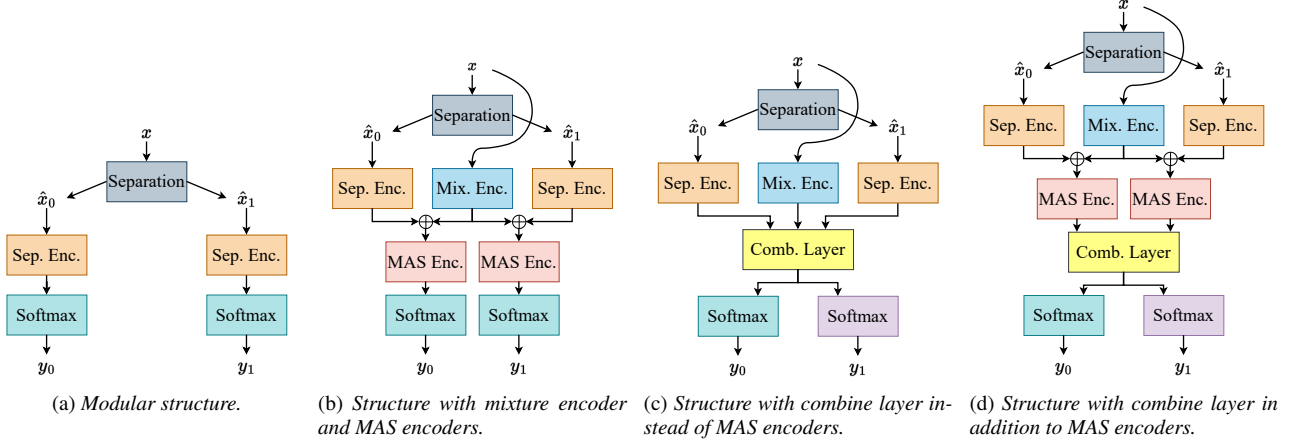 x
Separation
x̂₀
x̂₁
Sep. Enc.
Sep. Enc.
Softmax
Softmax
y₀
y₁
(a) Modular structure.
x
Separation
x̂₀
x̂₁
Sep. Enc.
Mix. Enc.
Sep. Enc.
MAS Enc.
MAS Enc.
Softmax
Softmax
y₀
y₁
(b) Structure with mixture encoder
and MAS encoders.
x
Separation
x̂₀
x̂₁
Sep. Enc.
Mix. Enc.
Sep. Enc.
Comb. Layer
Softmax
Softmax
y₀
y₁
(c) Structure with combine layer in-
stead of MAS encoders.
x
Separation
x̂₀
x̂₁
Sep. Enc.
Mix. Enc.
Sep. Enc.
MAS Enc.
MAS Enc.
Comb. Layer
Softmax
Softmax
y₀
y₁
(d) Structure with combine layer in
addition to MAS encoders.